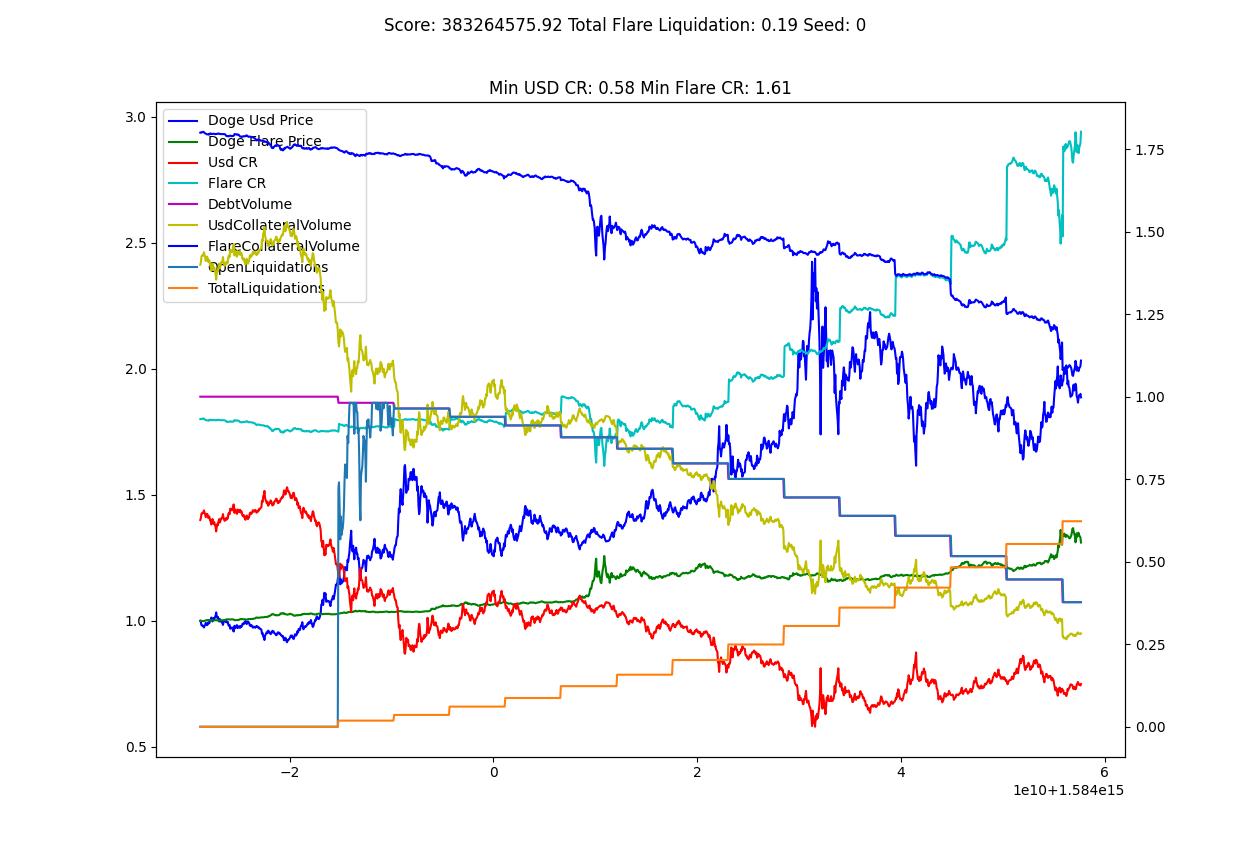 Score: 383264575.92 Total Flare Liquidation: 0.19 Seed: 0
Min USD CR: 0.58 Min Flare CR: 1.61
Doge Usd Price
Doge Flare Price
Usd CR
Flare CR
DebtVolume
UsdCollateralVolume
FlareCollateralVolume
OpenLiquidations
TotalLiquidations
3.0
2.5
2.0
1.5
1.0
0.5
1.75
1.50
1.25
1.00
0.75
0.50
0.25
0.00
−2 0 2 4 6
1e10+1.584e15